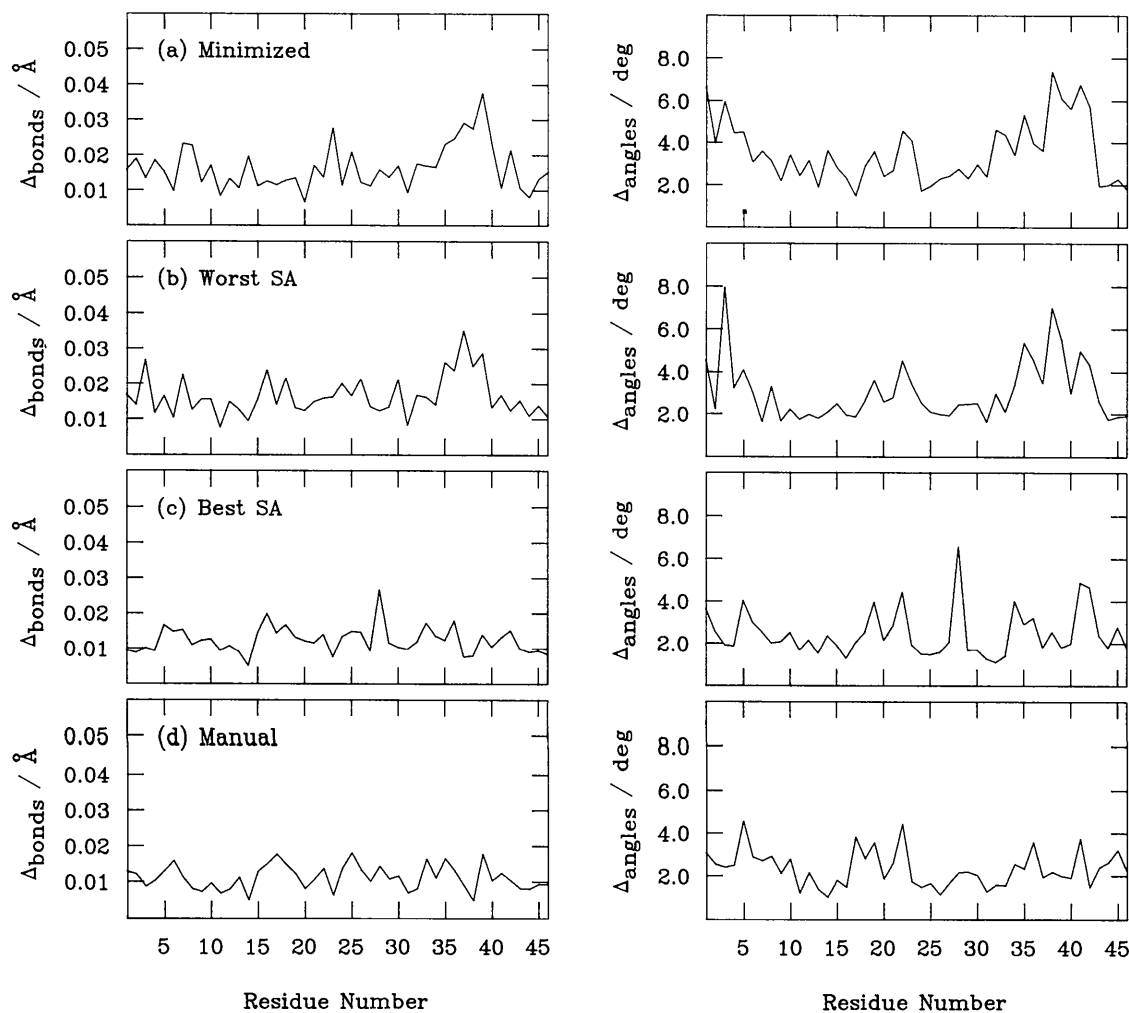 (a) Minimized
Δbonds / Å
0.05
0.04
0.03
0.02
0.01
Δangles / deg
8.0
6.0
4.0
2.0
(b) Worst SA
Δbonds / Å
0.05
0.04
0.03
0.02
0.01
Δangles / deg
8.0
6.0
4.0
2.0
(c) Best SA
Δbonds / Å
0.05
0.04
0.03
0.02
0.01
Δangles / deg
8.0
6.0
4.0
2.0
(d) Manual
Δbonds / Å
0.05
0.04
0.03
0.02
0.01
Δangles / deg
8.0
6.0
4.0
2.0
5 10 15 20 25 30 35 40 45
Residue Number
5 10 15 20 25 30 35 40 45
Residue Number